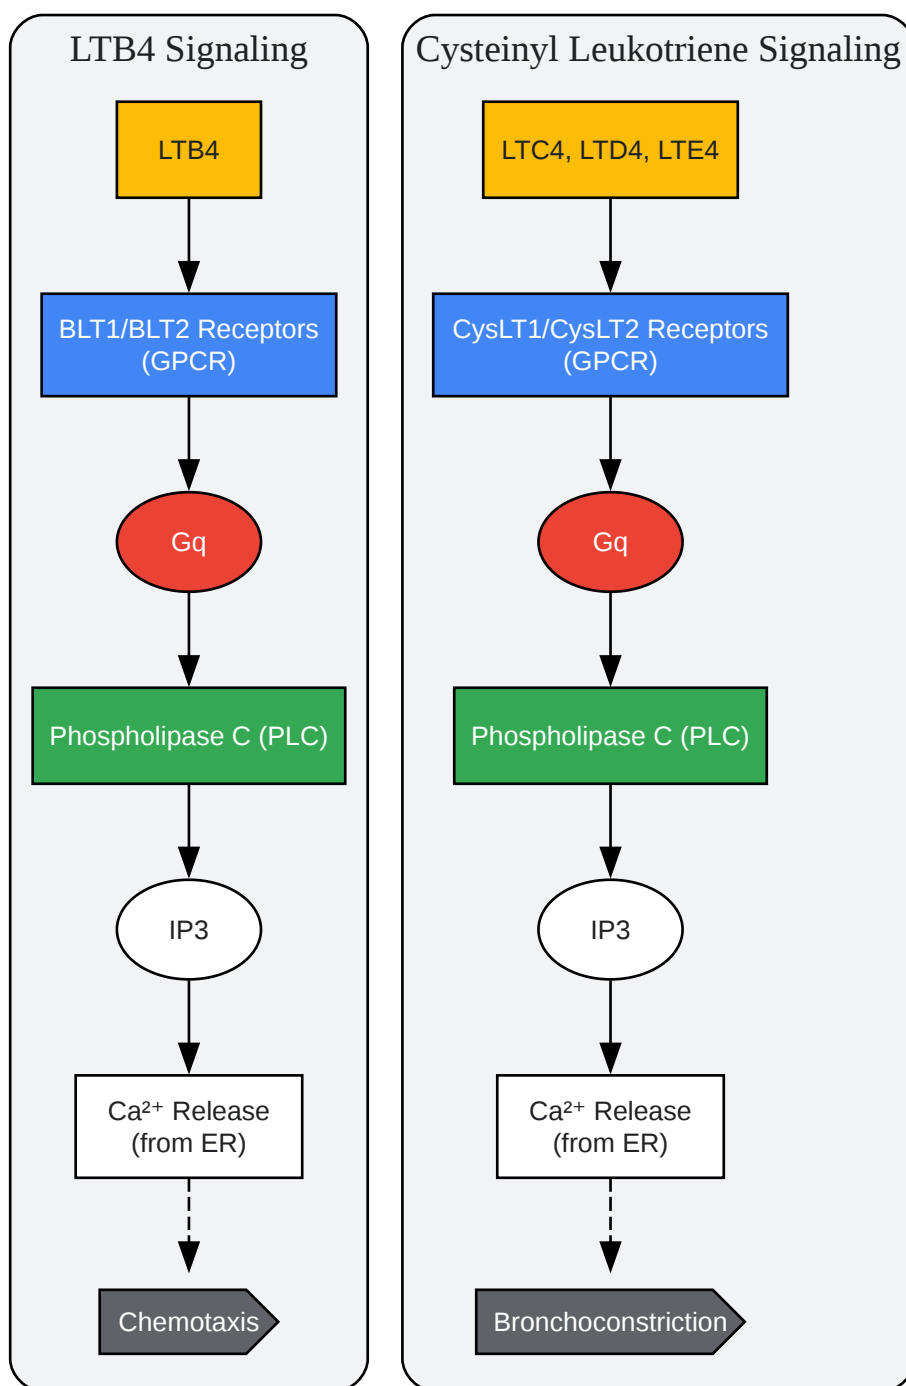 LTB4 Signaling
LTB4
BLT1/BLT2 Receptors
(GPCR)
Gq
Phospholipase C (PLC)
IP3
Ca²⁺ Release
(from ER)
Chemotaxis
Cysteinyl Leukotriene Signaling
LTC4, LTD4, LTE4
CysLT1/CysLT2 Receptors
(GPCR)
Gq
Phospholipase C (PLC)
IP3
Ca²⁺ Release
(from ER)
Bronchoconstriction